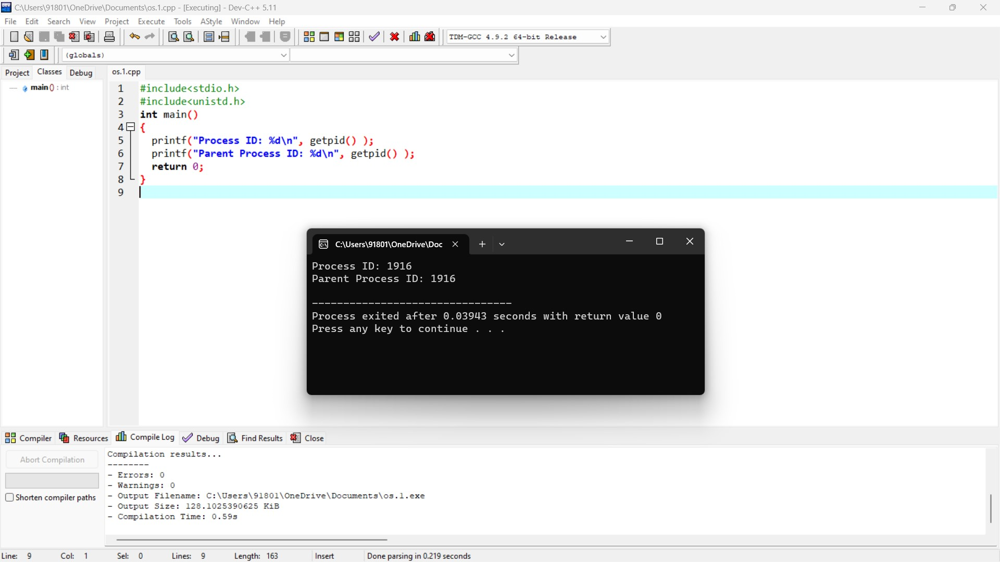 C:\Users\91801\OneDrive\Documents\os.1.cpp - [Executing] - Dev-C++ 5.11
File Edit Search View Project Execute Tools AStyle Window Help
TDM-GCC 4.9.2 64-bit Release
(globals)
Project Classes Debug
os.1.cpp
main () : int
1 #include<stdio.h>
2 #include<unistd.h>
3 int main()
4 {
5 printf("Process ID: %d\n", getpid() );
6 printf("Parent Process ID: %d\n", getpid() );
7 return 0;
8 }
9
C:\Users\91801\OneDrive\Doc
Process ID: 1916
Parent Process ID: 1916
--------------------------------
Process exited after 0.03943 seconds with return value 0
Press any key to continue . . .
Compiler Resources Compile Log Debug Find Results Close
Abort Compilation
Shorten compiler paths
Compilation results...
--------
- Errors: 0
- Warnings: 0
- Output Filename: C:\Users\91801\OneDrive\Documents\os.1.exe
- Output Size: 128.1025390625 KiB
- Compilation Time: 0.59s
Line: 9 Col: 1 Sel: 0 Lines: 9 Length: 163 Insert Done parsing in 0.219 seconds